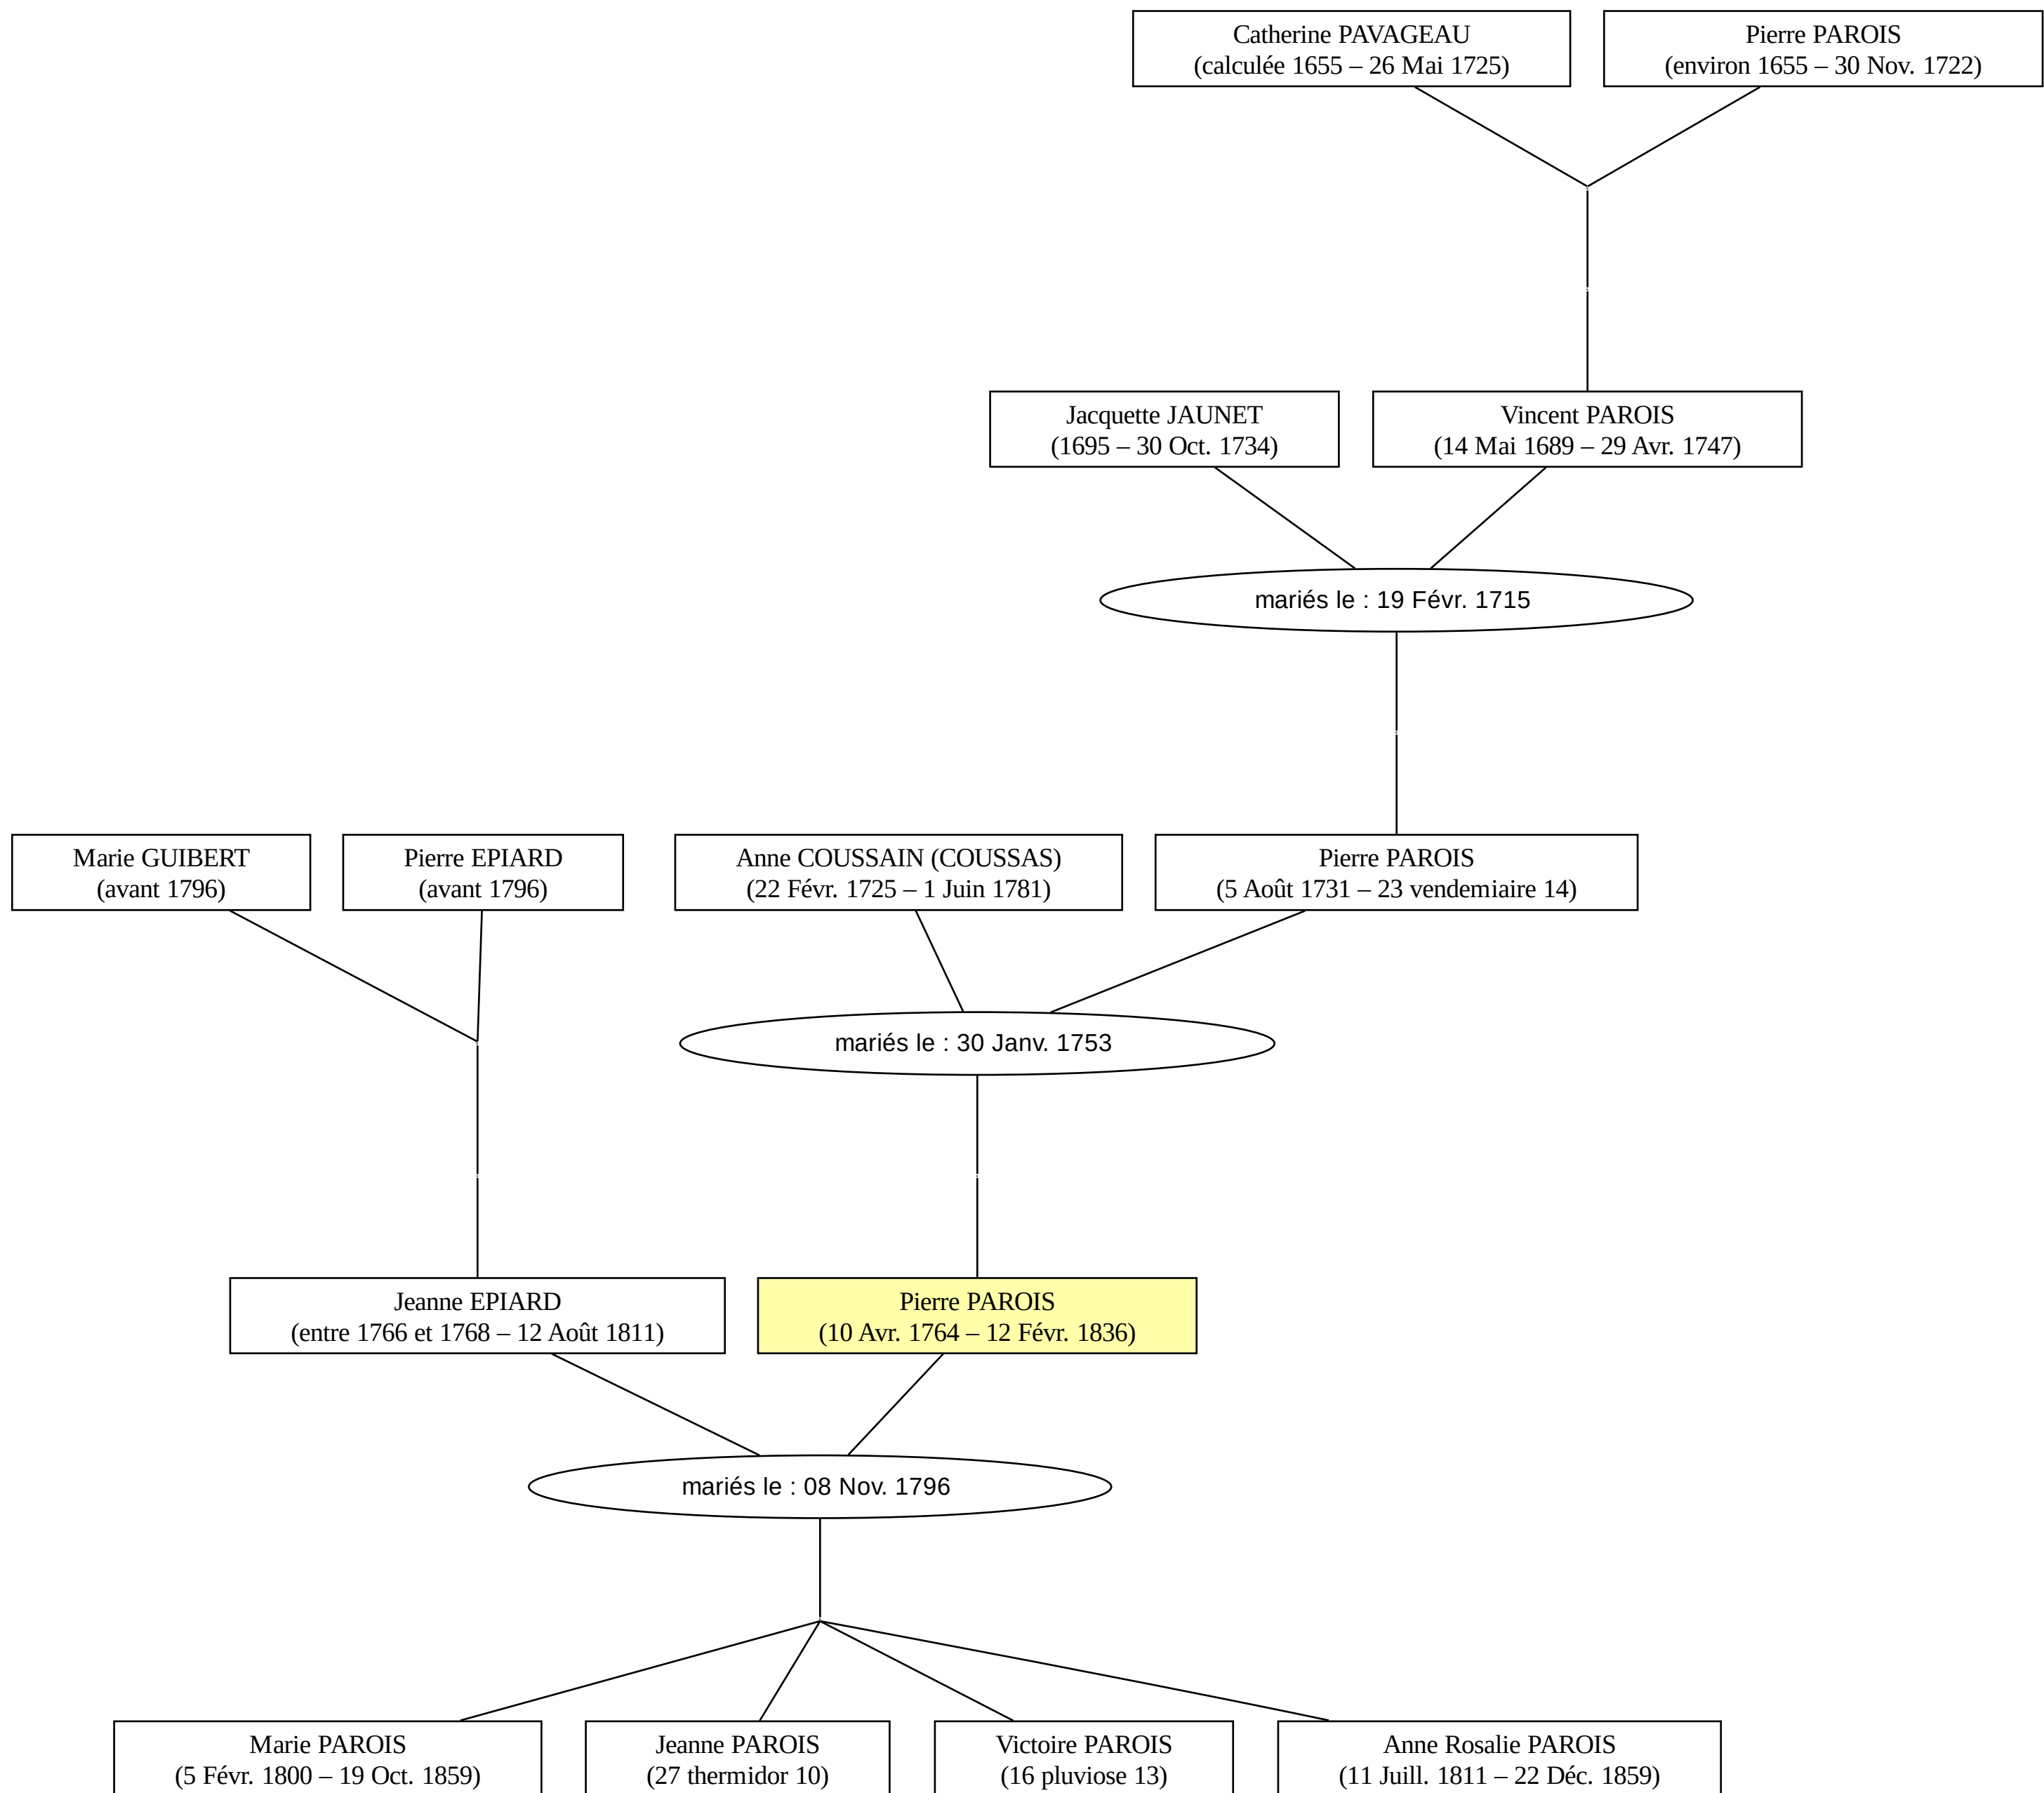 Catherine PAVAGEAU
(calculée 1655 – 26 Mai 1725)
Pierre PAROIS
(environ 1655 – 30 Nov. 1722)
Jacquette JAUNET
(1695 – 30 Oct. 1734)
Vincent PAROIS
(14 Mai 1689 – 29 Avr. 1747)
mariés le : 19 Févr. 1715
Marie GUIBERT
(avant 1796)
Pierre EPIARD
(avant 1796)
Anne COUSSAIN (COUSSAS)
(22 Févr. 1725 – 1 Juin 1781)
Pierre PAROIS
(5 Août 1731 – 23 vendemiaire 14)
mariés le : 30 Janv. 1753
Jeanne EPIARD
(entre 1766 et 1768 – 12 Août 1811)
Pierre PAROIS
(10 Avr. 1764 – 12 Févr. 1836)
mariés le : 08 Nov. 1796
Marie PAROIS
(5 Févr. 1800 – 19 Oct. 1859)
Jeanne PAROIS
(27 thermidor 10)
Victoire PAROIS
(16 pluviose 13)
Anne Rosalie PAROIS
(11 Juill. 1811 – 22 Déc. 1859)